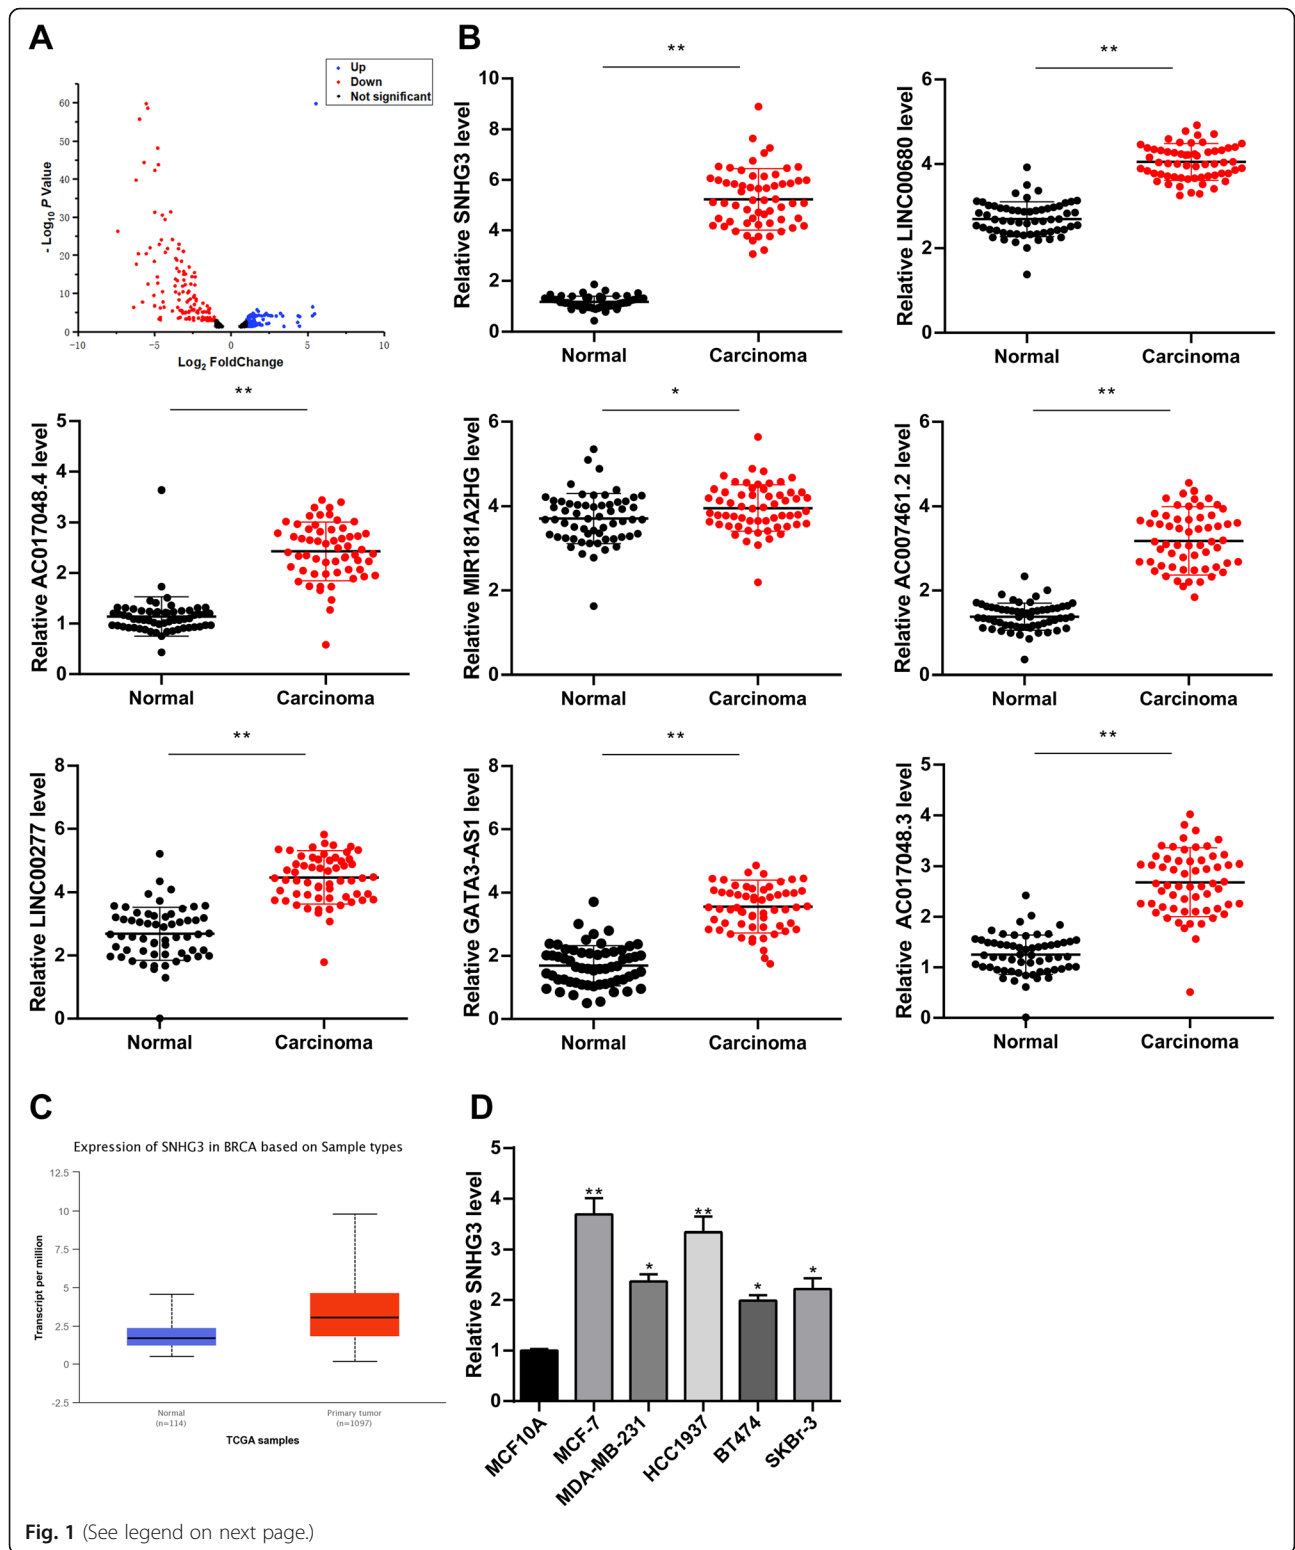 A
Up
Down
Not significant
60
50
40
30
20
10
0
- Log10 P Value
−10
−5
0
5
10
Log2 FoldChange
B
**
10
8
6
4
2
0
Relative SNHG3 level
Normal
Carcinoma
**
6
4
2
0
Relative LINC00680 level
Normal
Carcinoma
**
5
4
3
2
1
0
Relative AC017048.4 level
Normal
Carcinoma
*
6
4
2
0
Relative MIR181A2HG level
Normal
Carcinoma
**
6
4
2
0
Relative AC007461.2 level
Normal
Carcinoma
**
8
6
4
2
0
Relative LINC00277 level
Normal
Carcinoma
**
8
6
4
2
0
Relative GATA3-AS1 level
Normal
Carcinoma
**
5
4
3
2
1
0
Relative AC017048.3 level
Normal
Carcinoma
C
Expression of SNHG3 in BRCA based on Sample types
12.5
10
7.5
5
2.5
0
-2.5
Transcript per million
Normal
(n=114)
Primary tumor
(n=1097)
TCGA samples
D
5
4
3
2
1
0
Relative SNHG3 level
**
*
**
*
*
MCF10A
MCF-7
MDA-MB-231
HCC1937
BT474
SKBr-3
Fig. 1 (See legend on next page.)